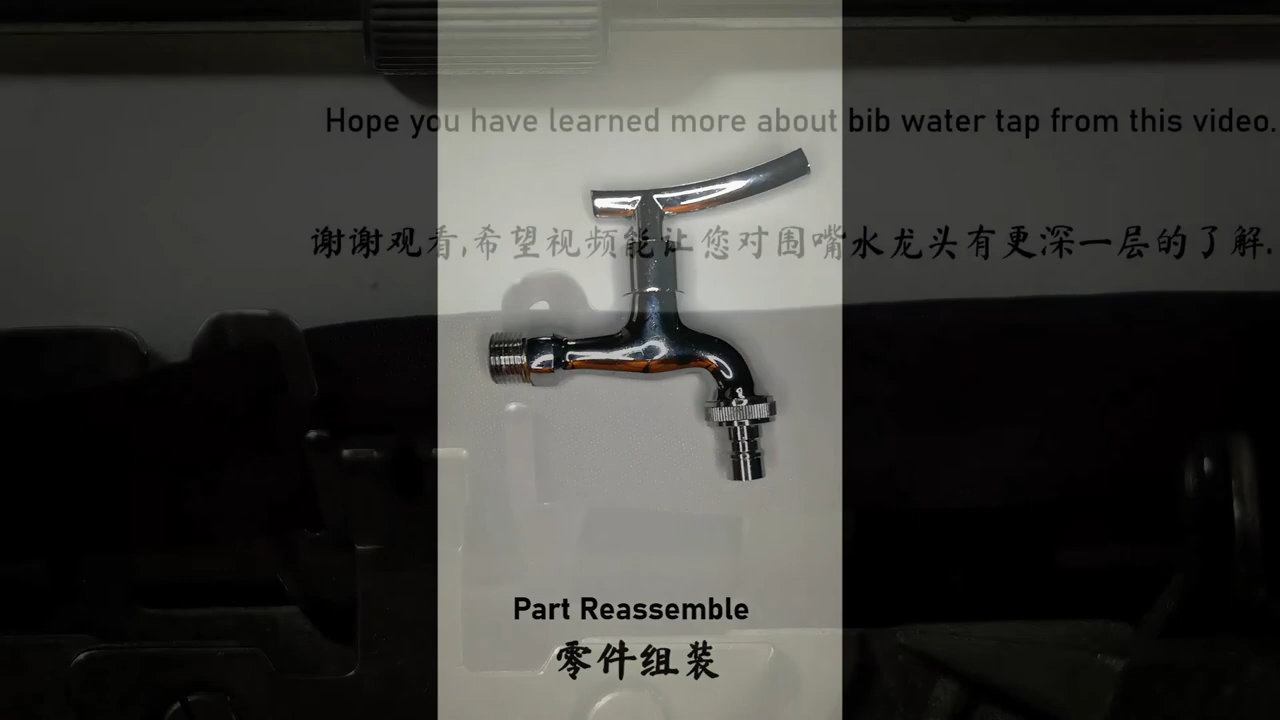 Hope you have learned more about bib water tap from this video.
谢谢观看,希望视频能让您对围嘴水龙头有更深一层的了解.
Part Reassemble
零件组装